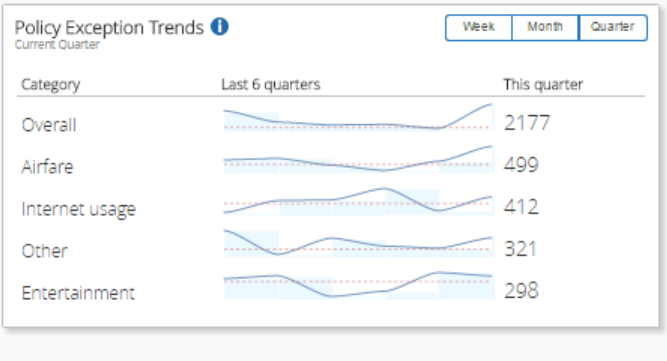 Policy Exception Trends i
Current Quarter
Week Month Quarter
Category Last 6 quarters This quarter
Overall 2177
Airfare 499
Internet usage 412
Other 321
Entertainment 298